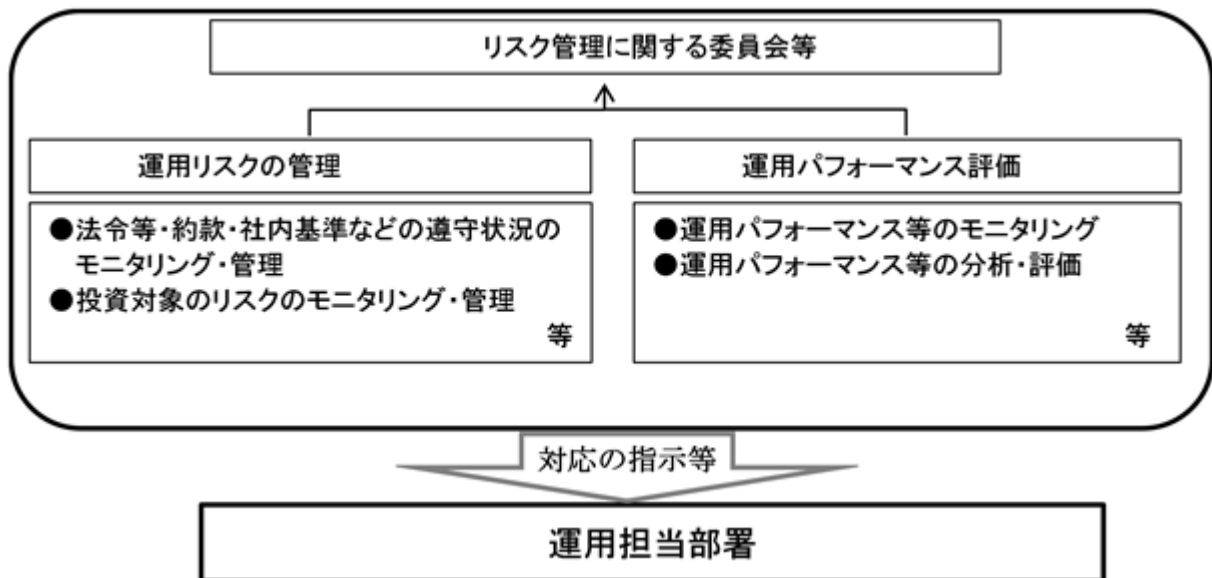 リスク管理に関する委員会等
運用リスクの管理
●法令等・約款・社内基準などの遵守状況の
モニタリング・管理
●投資対象のリスクのモニタリング・管理
等
運用パフォーマンス評価
●運用パフォーマンス等のモニタリング
●運用パフォーマンス等の分析・評価
等
対応の指示等
運用担当部署